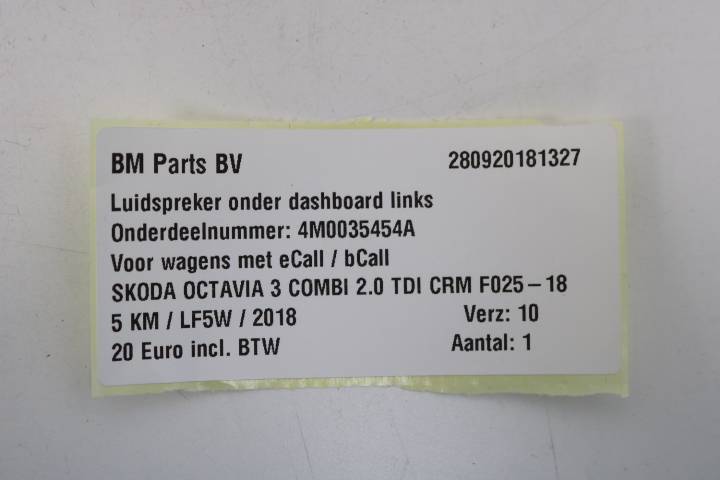 BM Parts BV 280920181327
Luidspreker onder dashboard links
Onderdeelnummer: 4M0035454A
Voor wagens met eCall / bCall
SKODA OCTAVIA 3 COMBI 2.0 TDI CRM F025-18
5 KM / LF5W / 2018 Verz: 10
20 Euro incl. BTW Aantal: 1